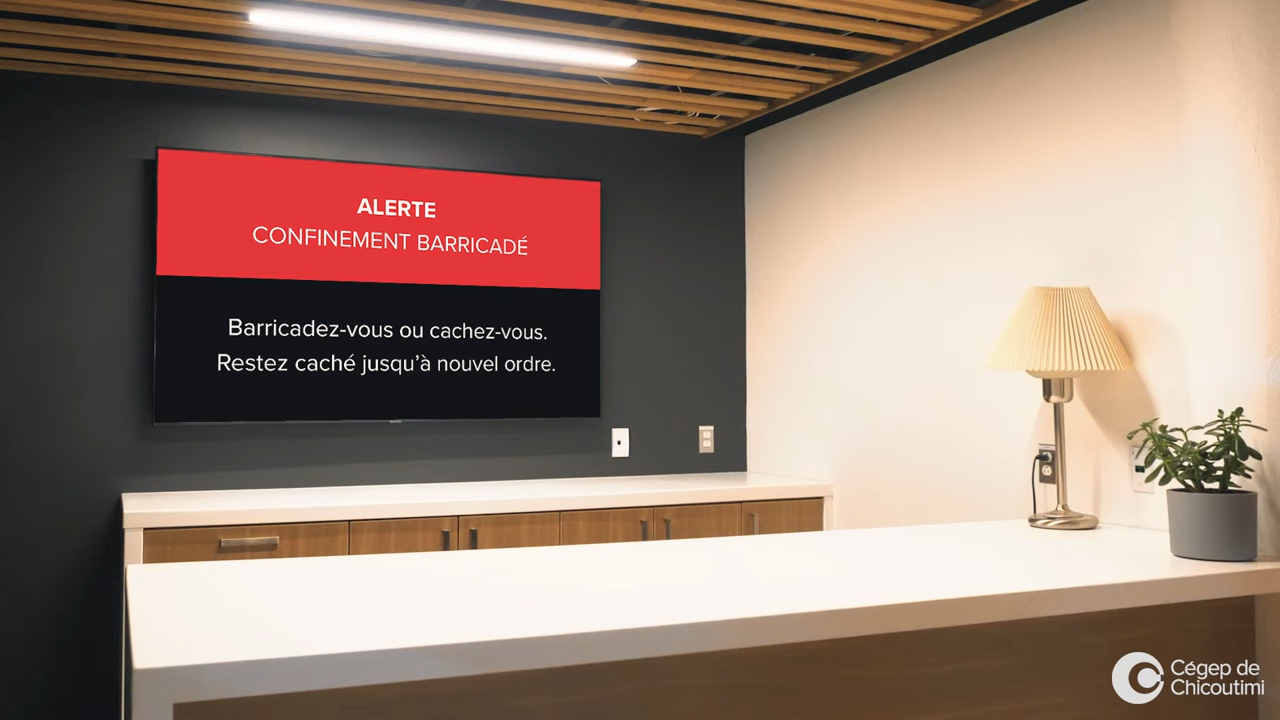 ALERTE
CONFINEMENT BARRICADÉ
Barricadez-vous ou cachez-vous.
Restez caché jusqu'à nouvel ordre.
Cégep de
Chicoutimi